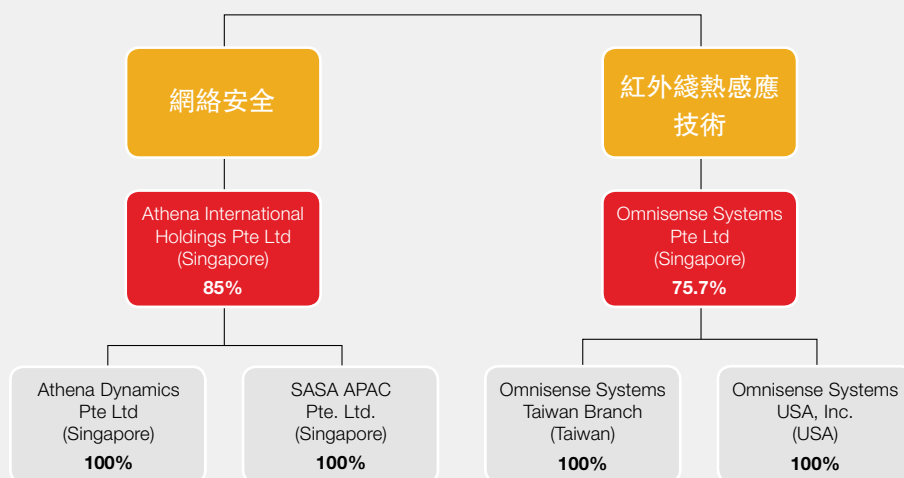 網絡安全
紅外綫熱感應
技術
Athena International
Holdings Pte Ltd
(Singapore)
85%
Omnisense Systems
Pte Ltd
(Singapore)
75.7%
Athena Dynamics
Pte Ltd
(Singapore)
100%
SASA APAC
Pte. Ltd.
(Singapore)
100%
Omnisense Systems
Taiwan Branch
(Taiwan)
100%
Omnisense Systems
USA, Inc.
(USA)
100%